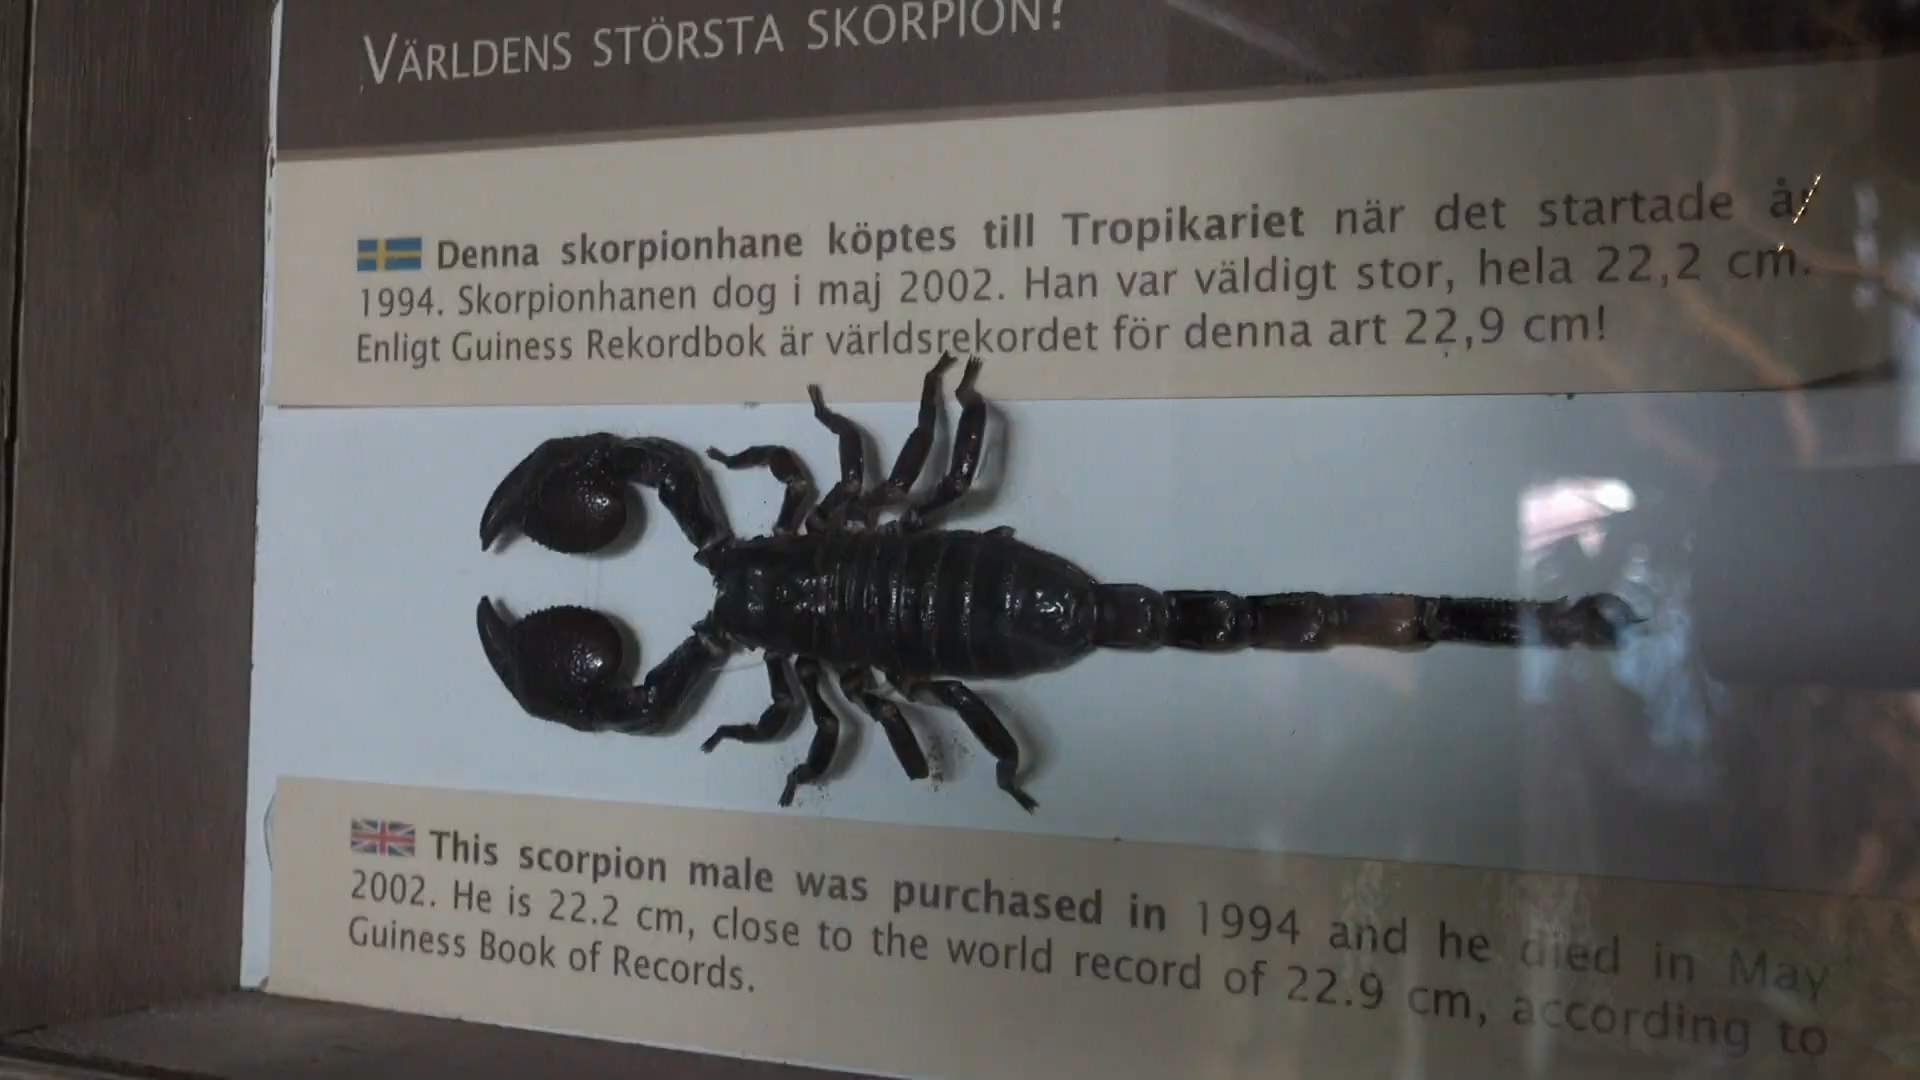 VÄRLDENS STÖRSTA SKORPION?
Denna skorpionhane köptes till Tropikariet när det startade år
1994. Skorpionhanen dog i maj 2002. Han var väldigt stor, hela 22,2 cm.
Enligt Guiness Rekordbok är världsrekordet för denna art 22,9 cm!
This scorpion male was purchased in 1994 and he died in May
2002. He is 22.2 cm, close to the world record of 22.9 cm, according to
Guiness Book of Records.